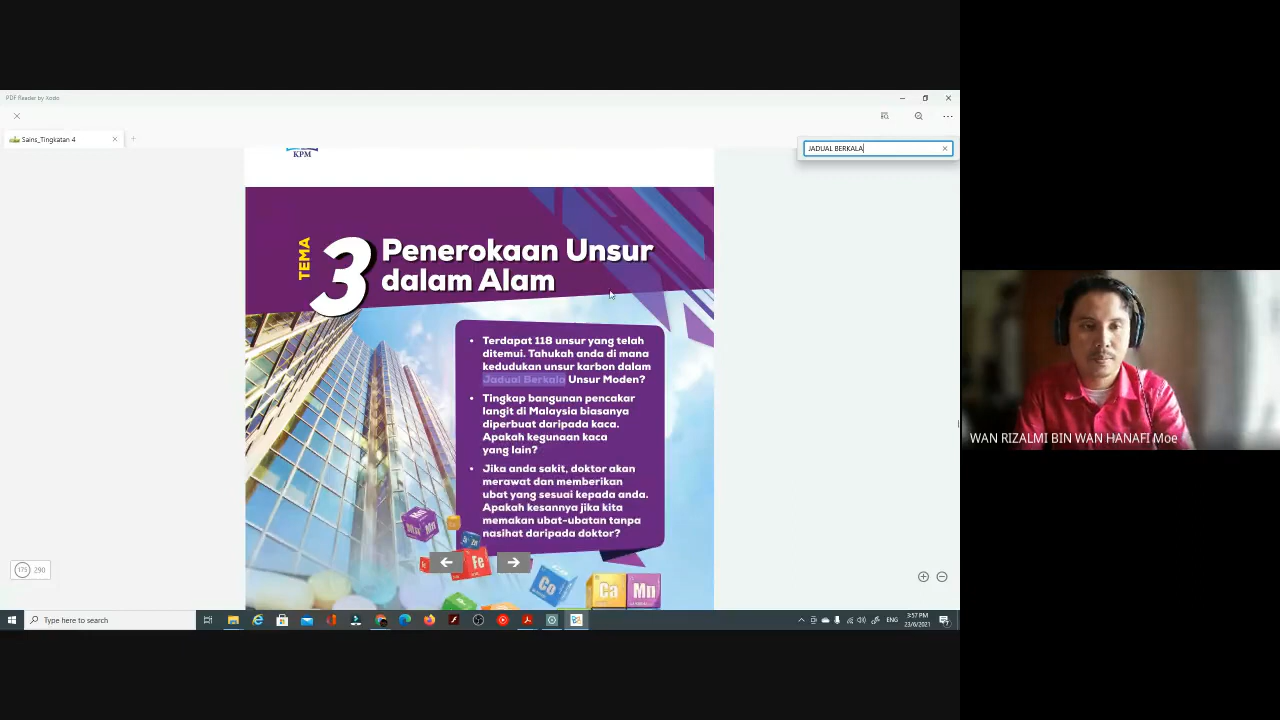 PDF Reader by Xodo
Sains_Tingkatan 4
JADUAL BERKALA
KPM
TEMA
3
Penerokaan Unsur
dalam Alam
• Terdapat 118 unsur yang telah
ditemui. Tahukah anda di mana
kedudukan unsur karbon dalam
Jadual Berkala Unsur Moden?
• Tingkap bangunan pencakar
langit di Malaysia biasanya
diperbuat daripada kaca.
Apakah kegunaan kaca
yang lain?
• Jika anda sakit, doktor akan
merawat dan memberikan
ubat yang sesuai kepada anda.
Apakah kesannya jika kita
memakan ubat-ubatan tanpa
nasihat daripada doktor?
Mn
Fe
Co
Ca
Mn
175 290
WAN RIZALMI BIN WAN HANAFI Moe
Type here to search
ENG
3:57 PM
23/6/2021